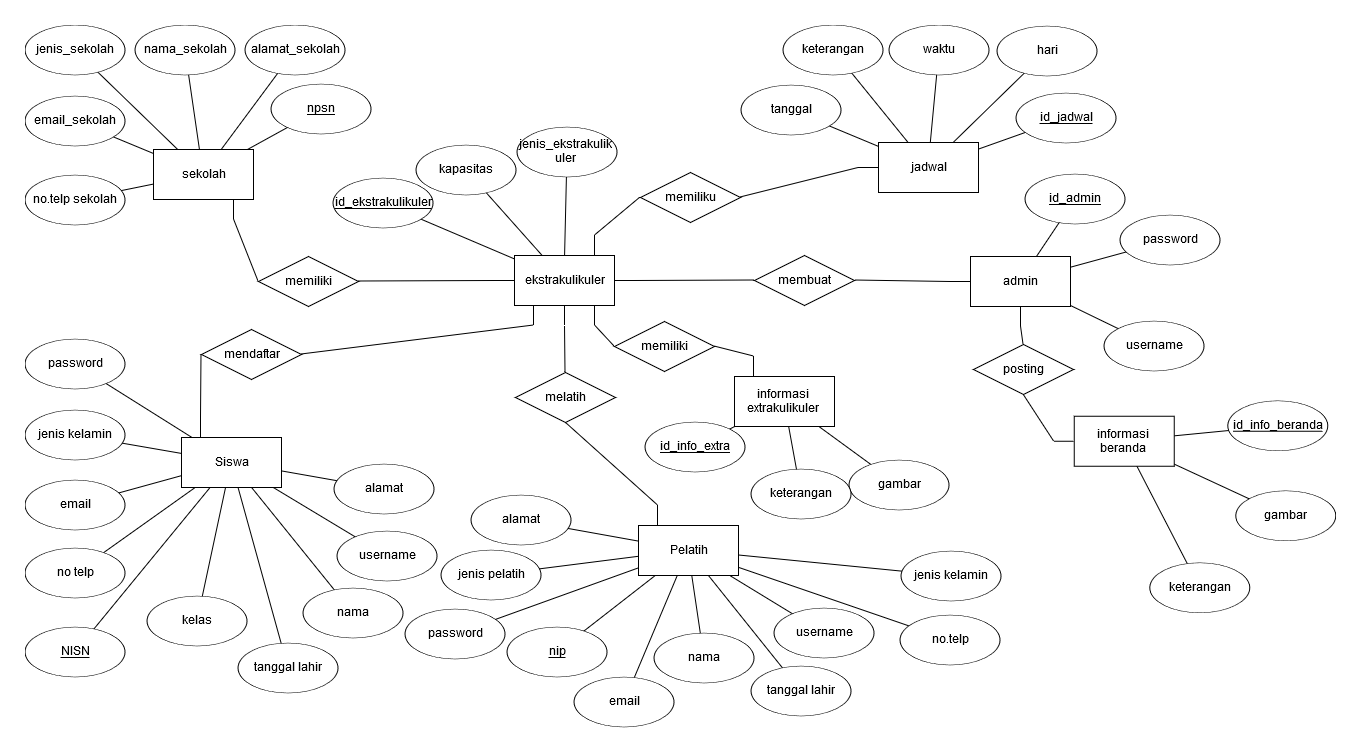 jenis_sekolah
nama_sekolah
alamat_sekolah
npsn
email_sekolah
no.telp sekolah
sekolah
keterangan
waktu
hari
tanggal
id_jadwal
jadwal
jenis_ekstrakulik
uler
kapasitas
id_ekstrakulikuler
memiliku
id_admin
password
memiliki
ekstrakulikuler
membuat
admin
username
mendaftar
memiliki
posting
password
melatih
informasi
extrakulikuler
id_info_extra
keterangan
gambar
informasi
beranda
id_info_beranda
gambar
keterangan
jenis kelamin
Siswa
email
alamat
no telp
username
NISN
kelas
nama
tanggal lahir
alamat
Pelatih
jenis pelatih
jenis kelamin
password
nip
username
no.telp
nama
email
tanggal lahir